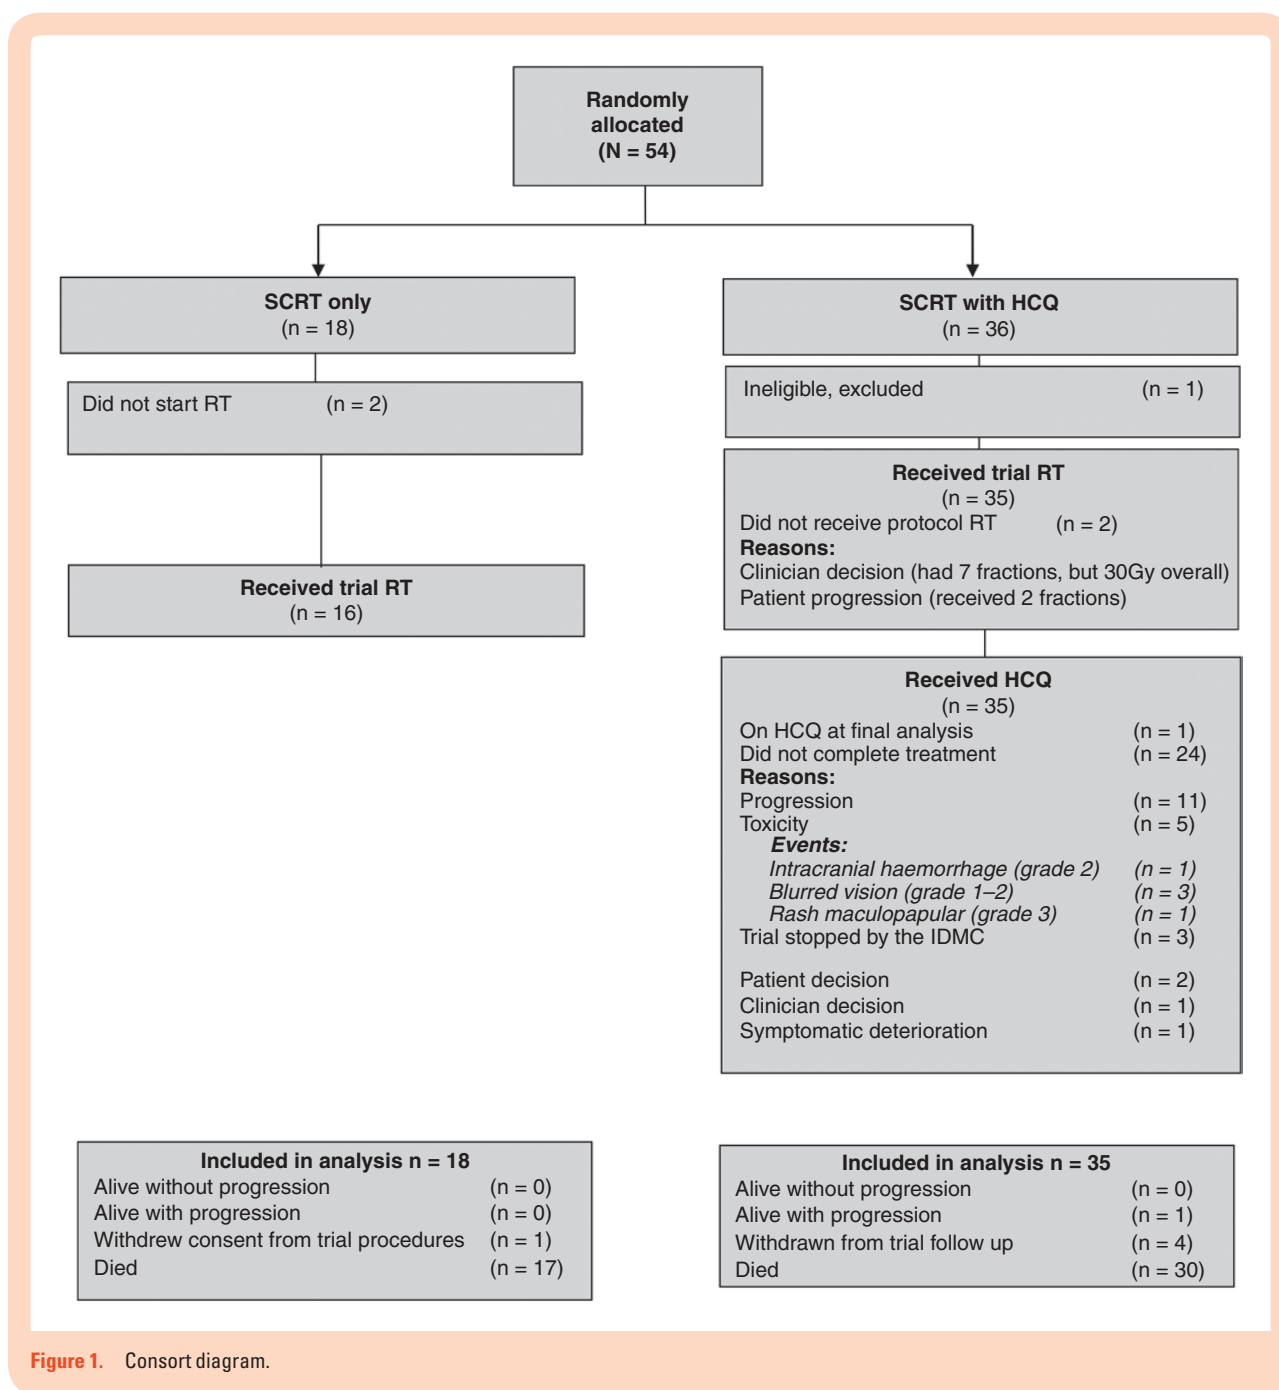 Randomly
allocated
(N = 54)
SCRT only
(n = 18)
Did not start RT (n = 2)
Received trial RT
(n = 16)
SCRT with HCQ
(n = 36)
Ineligible, excluded (n = 1)
Received trial RT
(n = 35)
Did not receive protocol RT (n = 2)
Reasons:
Clinician decision (had 7 fractions, but 30Gy overall)
Patient progression (received 2 fractions)
Received HCQ
(n = 35)
On HCQ at final analysis (n = 1)
Did not complete treatment (n = 24)
Reasons:
Progression (n = 11)
Toxicity (n = 5)
Events:
Intracranial haemorrhage (grade 2) (n = 1)
Blurred vision (grade 1–2) (n = 3)
Rash maculopapular (grade 3) (n = 1)
Trial stopped by the IDMC (n = 3)
Patient decision (n = 2)
Clinician decision (n = 1)
Symptomatic deterioration (n = 1)
Included in analysis n = 18
Alive without progression (n = 0)
Alive with progression (n = 0)
Withdrew consent from trial procedures (n = 1)
Died (n = 17)
Included in analysis n = 35
Alive without progression (n = 0)
Alive with progression (n = 1)
Withdrawn from trial follow up (n = 4)
Died (n = 30)
Figure 1. Consort diagram.